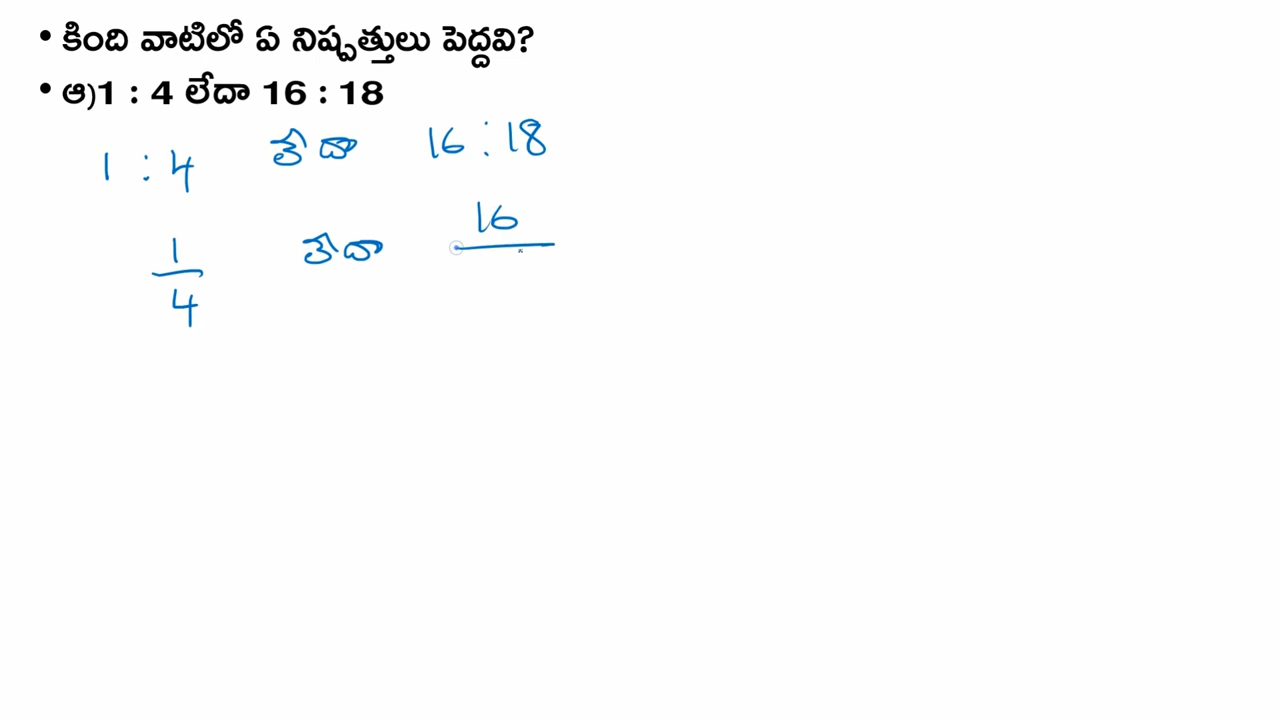 • కింది వాటిలో ఏ నిష్పత్తులు పెద్దవి?
• ఆ)1 : 4 లేదా 16 : 18
1 : 4 లేదా 16 : 18
1/4 లేదా 16/